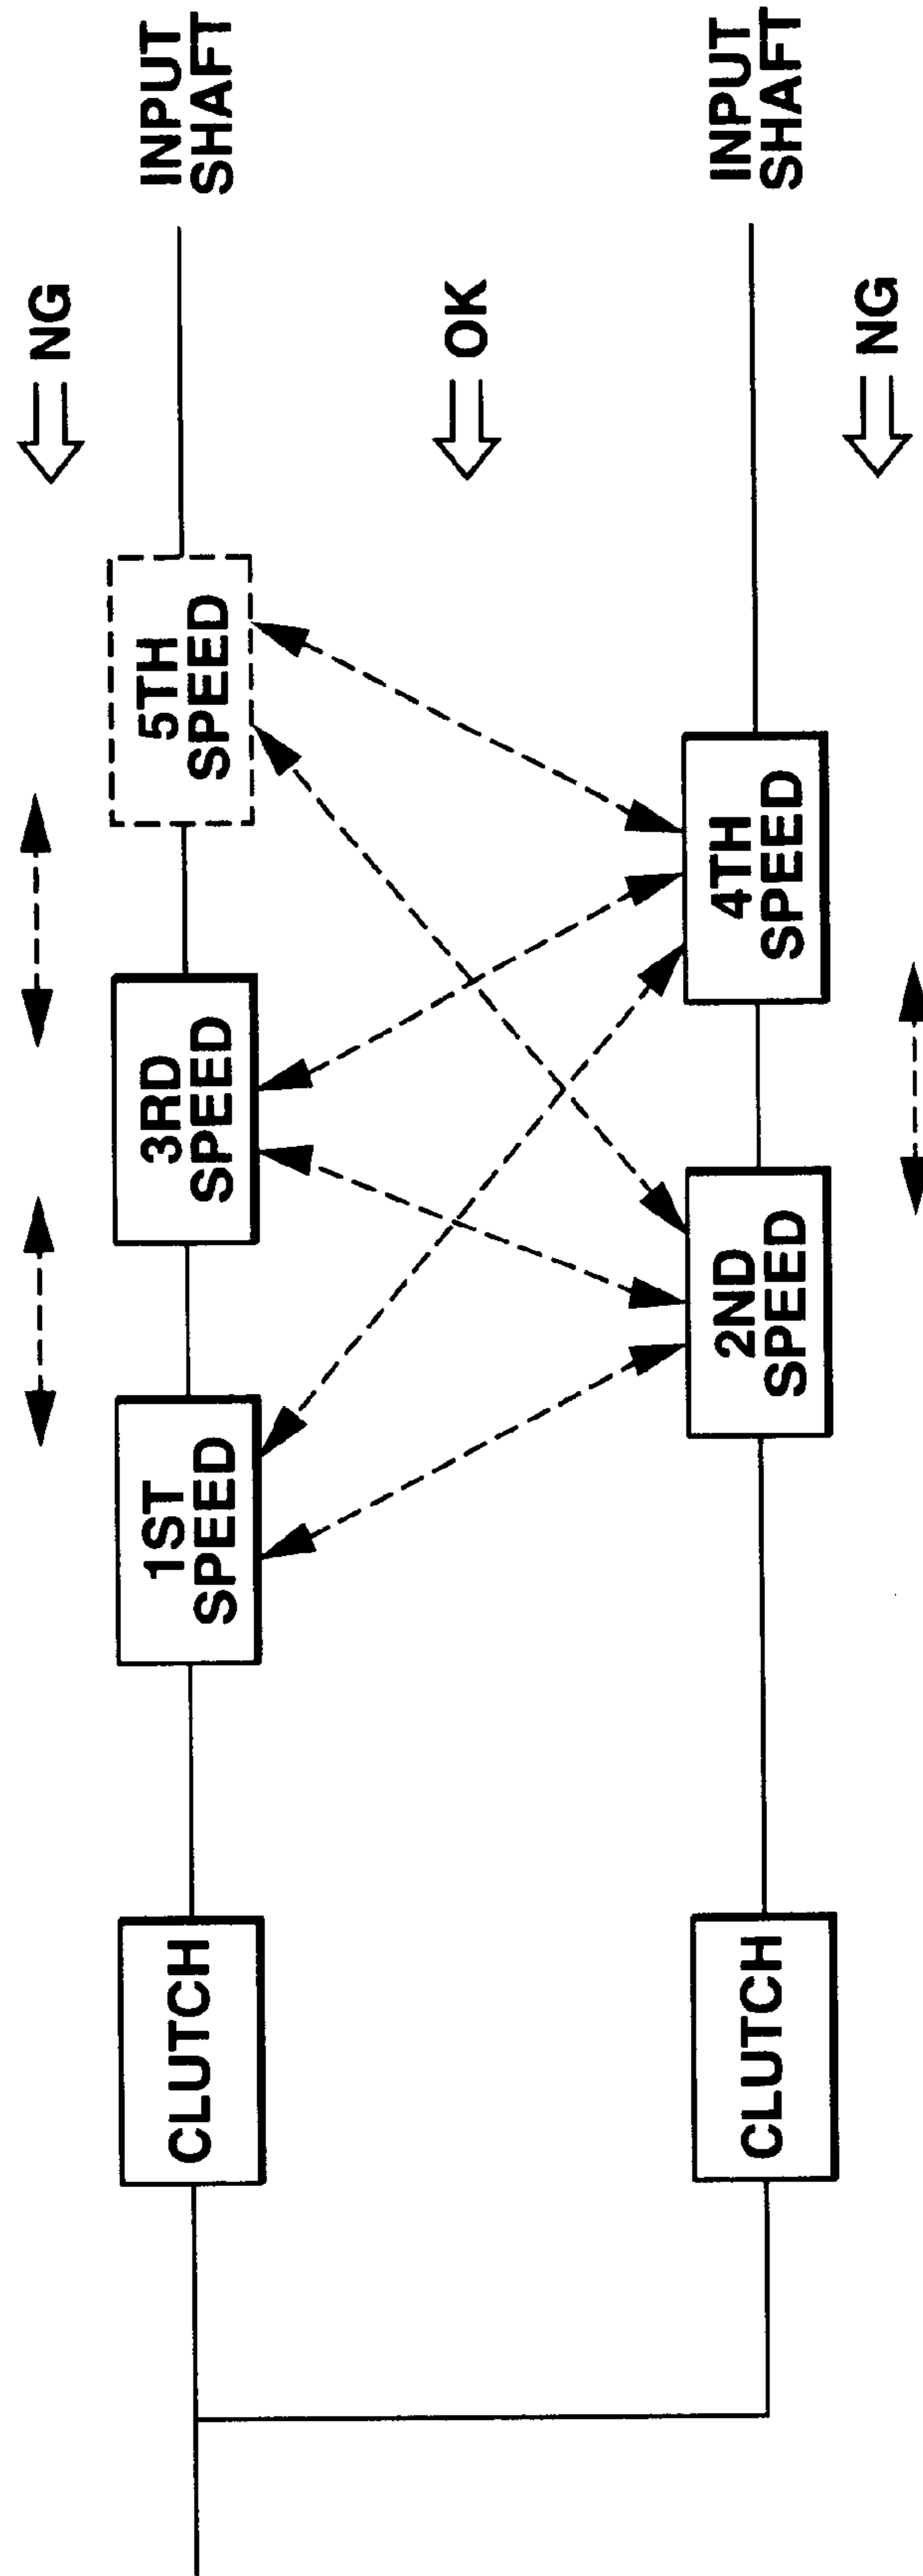 NG
INPUT
SHAFT
5TH
SPEED
3RD
SPEED
1ST
SPEED
CLUTCH
OK
INPUT
SHAFT
4TH
SPEED
2ND
SPEED
CLUTCH
NG